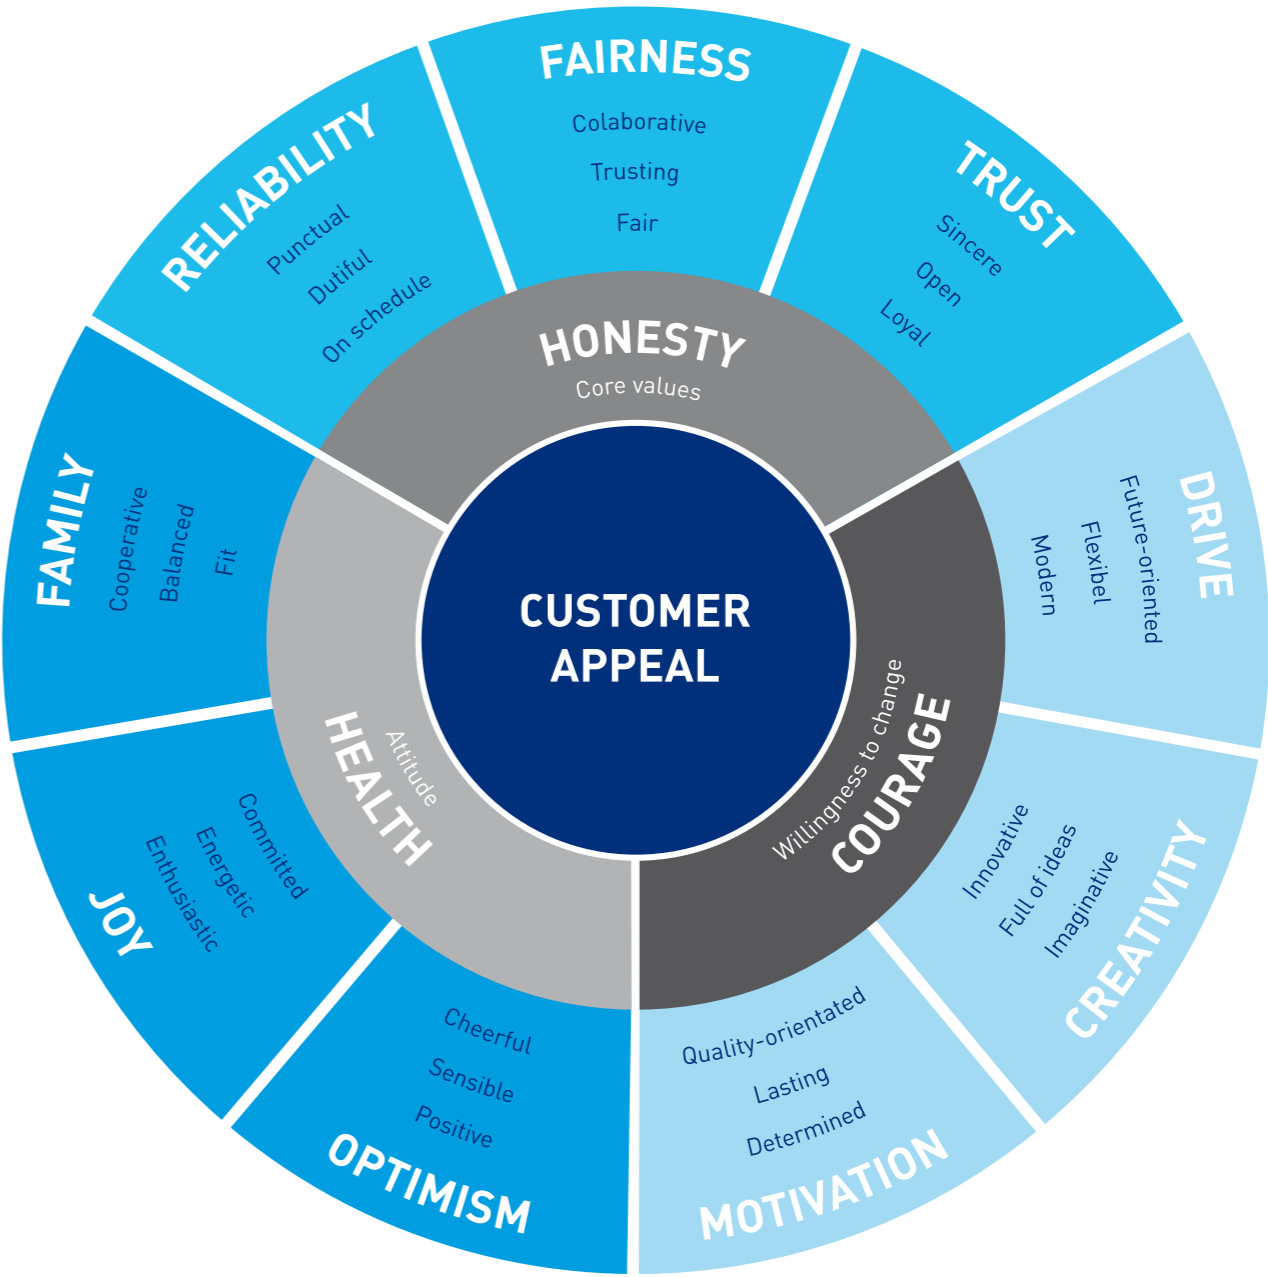 FAIRNESS
Colaborative
Trusting
Fair
TRUST
Sincere
Open
Loyal
DRIVE
Future-oriented
Flexibel
Modern
CREATIVITY
Innovative
Full of ideas
Imaginative
MOTIVATION
Quality-orientated
Lasting
Determined
OPTIMISM
Cheerful
Sensible
Positive
JOY
Committed
Energetic
Enthusiastic
FAMILY
Cooperative
Balanced
Fit
RELIABILITY
Punctual
Dutiful
On schedule
HONESTY
Core values
COURAGE
Willingness to change
HEALTH
Attitude
CUSTOMER
APPEAL